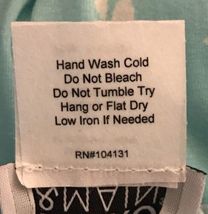 Hand Wash Cold
Do Not Bleach
Do Not Tumble Try
Hang or Flat Dry
Low Iron If Needed
RN#104131